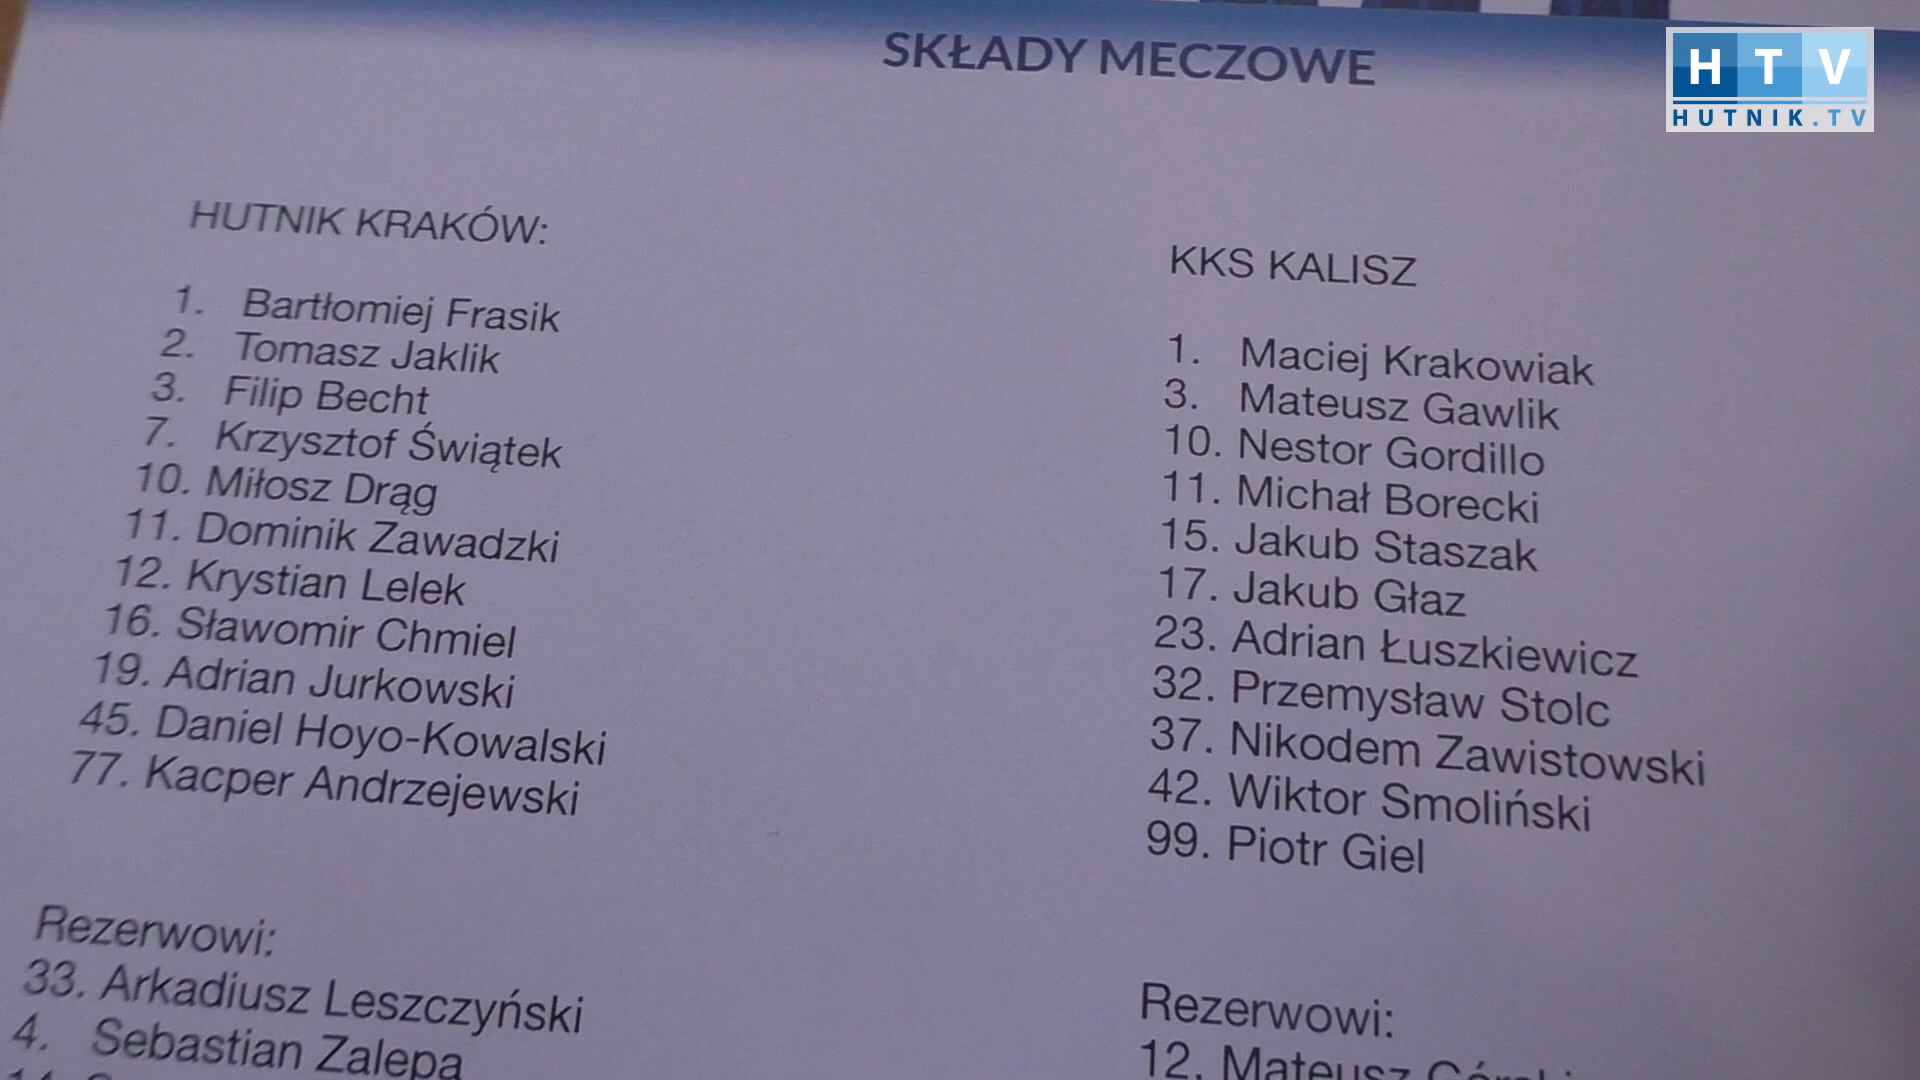 SKŁADY MECZOWE
H T V
HUTNIK.TV
HUTNIK KRAKÓW:
1. Bartłomiej Frasik
2. Tomasz Jaklik
3. Filip Becht
7. Krzysztof Świątek
10. Miłosz Drąg
11. Dominik Zawadzki
12. Krystian Lelek
16. Sławomir Chmiel
19. Adrian Jurkowski
45. Daniel Hoyo-Kowalski
77. Kacper Andrzejewski
Rezerwowi:
33. Arkadiusz Leszczyński
4. Sebastian Zalepa
KKS KALISZ
1. Maciej Krakowiak
3. Mateusz Gawlik
10. Nestor Gordillo
11. Michał Borecki
15. Jakub Staszak
17. Jakub Głaz
23. Adrian Łuszkiewicz
32. Przemysław Stolc
37. Nikodem Zawistowski
42. Wiktor Smoliński
99. Piotr Giel
Rezerwowi:
12. Mateusz